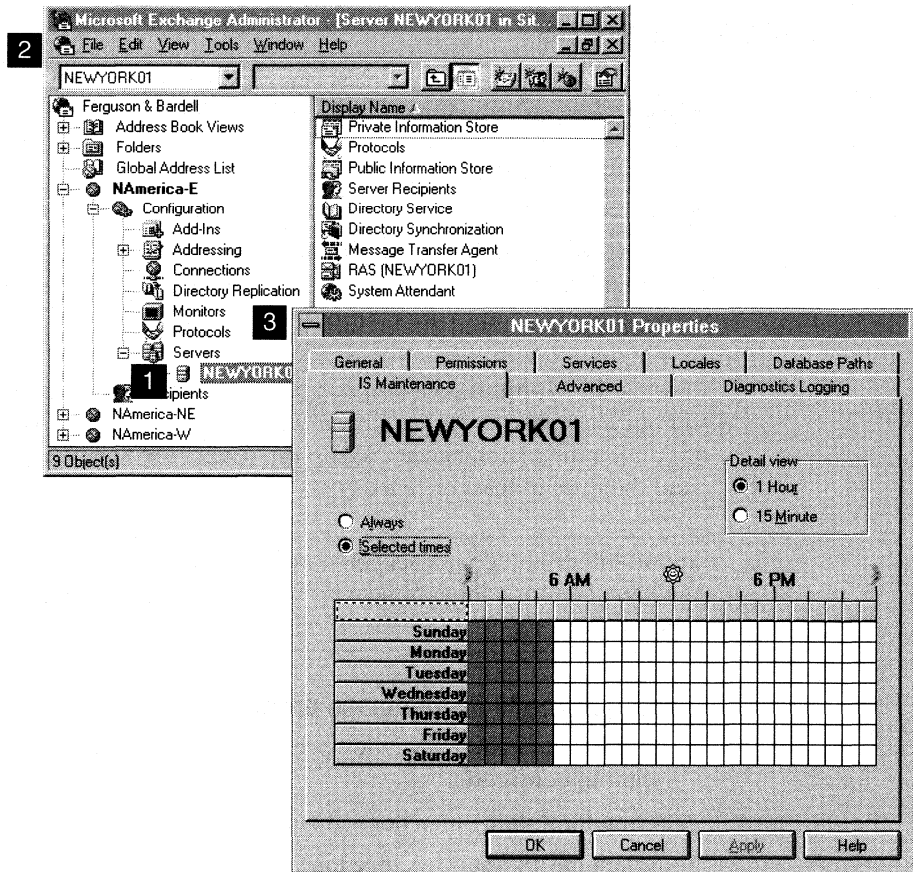 Microsoft Exchange Administrator - [Server NEWYORK01 in Sit...
2
File Edit View Tools Window Help
NEWYORK01
Ferguson & Bardell
Address Book Views
Folders
Global Address List
NAmerica-E
Configuration
Add-Ins
Addressing
Connections
Directory Replication
Monitors
Protocols
Servers
1
NEWYORK0
cipients
NAmerica-NE
NAmerica-W
9 Object(s)
Display Name
Private Information Store
Protocols
Public Information Store
Server Recipients
Directory Service
Directory Synchronization
Message Transfer Agent
RAS (NEWYORK01)
System Attendant
3
NEWYORK01 Properties
General Permissions Services Locales Database Paths
IS Maintenance Advanced Diagnostics Logging
NEWYORK01
Detail view
1 Hour
15 Minute
Always
Selected times
6 AM 6 PM
Sunday
Monday
Tuesday
Wednesday
Thursday
Friday
Saturday
OK Cancel Apply Help